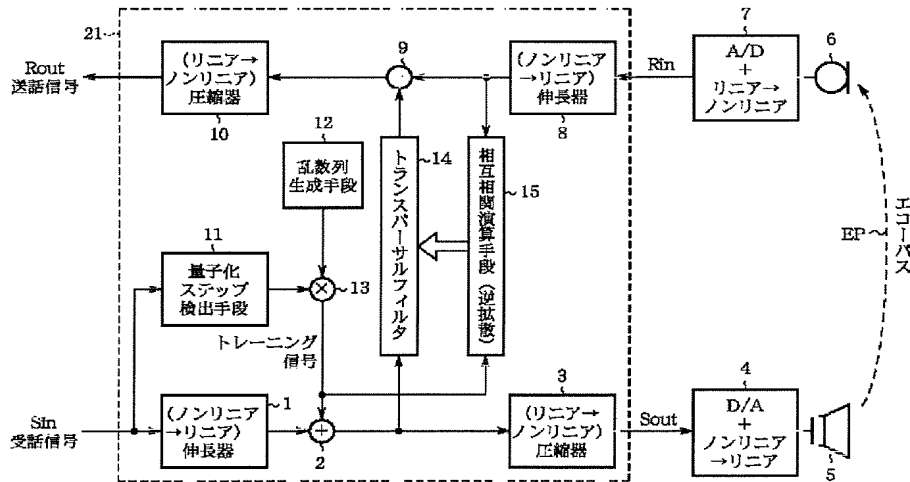 21
Rout
送話信号
(リニア→
ノンリニア)
圧縮器
10
9
(ノンリニア
→リニア)
伸長器
8
Rin
7
A/D
+
リニア→
ノンリニア
6
12
乱数列
生成手段
14
トランスバーサルフィルタ
15
相互相関演算手段(逆拡散)
EP
エコーパス
11
量子化
ステップ
検出手段
×
13
トレーニング
信号
Sin
受話信号
1
(ノンリニア
→リニア)
伸長器
+
2
3
(リニア→
ノンリニア)
圧縮器
Sout
4
D/A
+
ノンリニア
→リニア
5